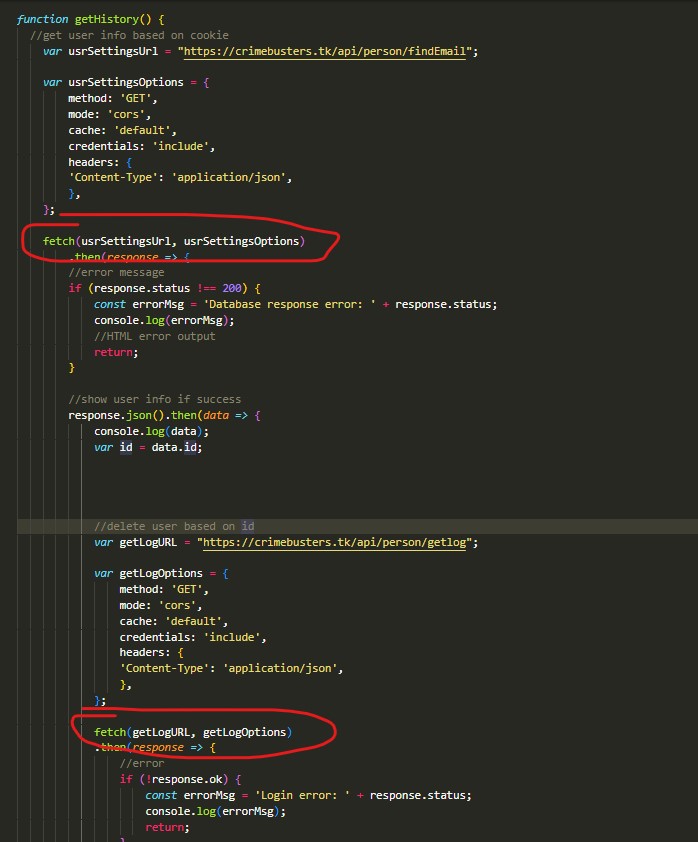 function getHistory() {
//get user info based on cookie
var usrSettingsUrl = "https://crimebusters.tk/api/person/findEmail";
var usrSettingsOptions = {
method: 'GET',
mode: 'cors',
cache: 'default',
credentials: 'include',
headers: {
'Content-Type': 'application/json',
},
};
fetch(usrSettingsUrl, usrSettingsOptions)
.then(response => {
//error message
if (response.status !== 200) {
const errorMsg = 'Database response error: ' + response.status;
console.log(errorMsg);
//HTML error output
return;
}
//show user info if success
response.json().then(data => {
console.log(data);
var id = data.id;
//delete user based on id
var getLogURL = "https://crimebusters.tk/api/person/getlog";
var getLogOptions = {
method: 'GET',
mode: 'cors',
cache: 'default',
credentials: 'include',
headers: {
'Content-Type': 'application/json',
},
};
fetch(getLogURL, getLogOptions)
.then(response => {
//error
if (!response.ok) {
const errorMsg = 'Login error: ' + response.status;
console.log(errorMsg);
return;
}